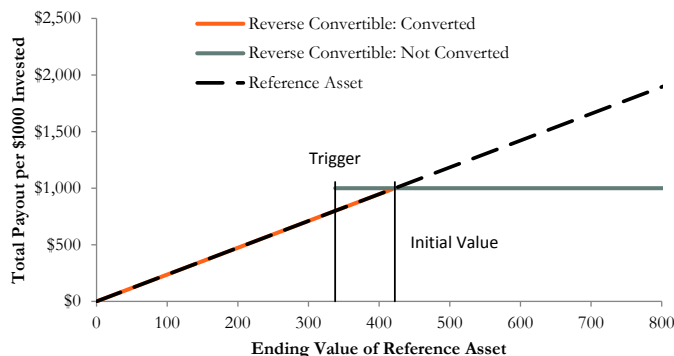 $2,500
$2,000
$1,500
$1,000
$500
$0
Total Payout per $1000 Invested
Reverse Convertible: Converted
Reverse Convertible: Not Converted
Reference Asset
Trigger
Initial Value
0 100 200 300 400 500 600 700 800
Ending Value of Reference Asset